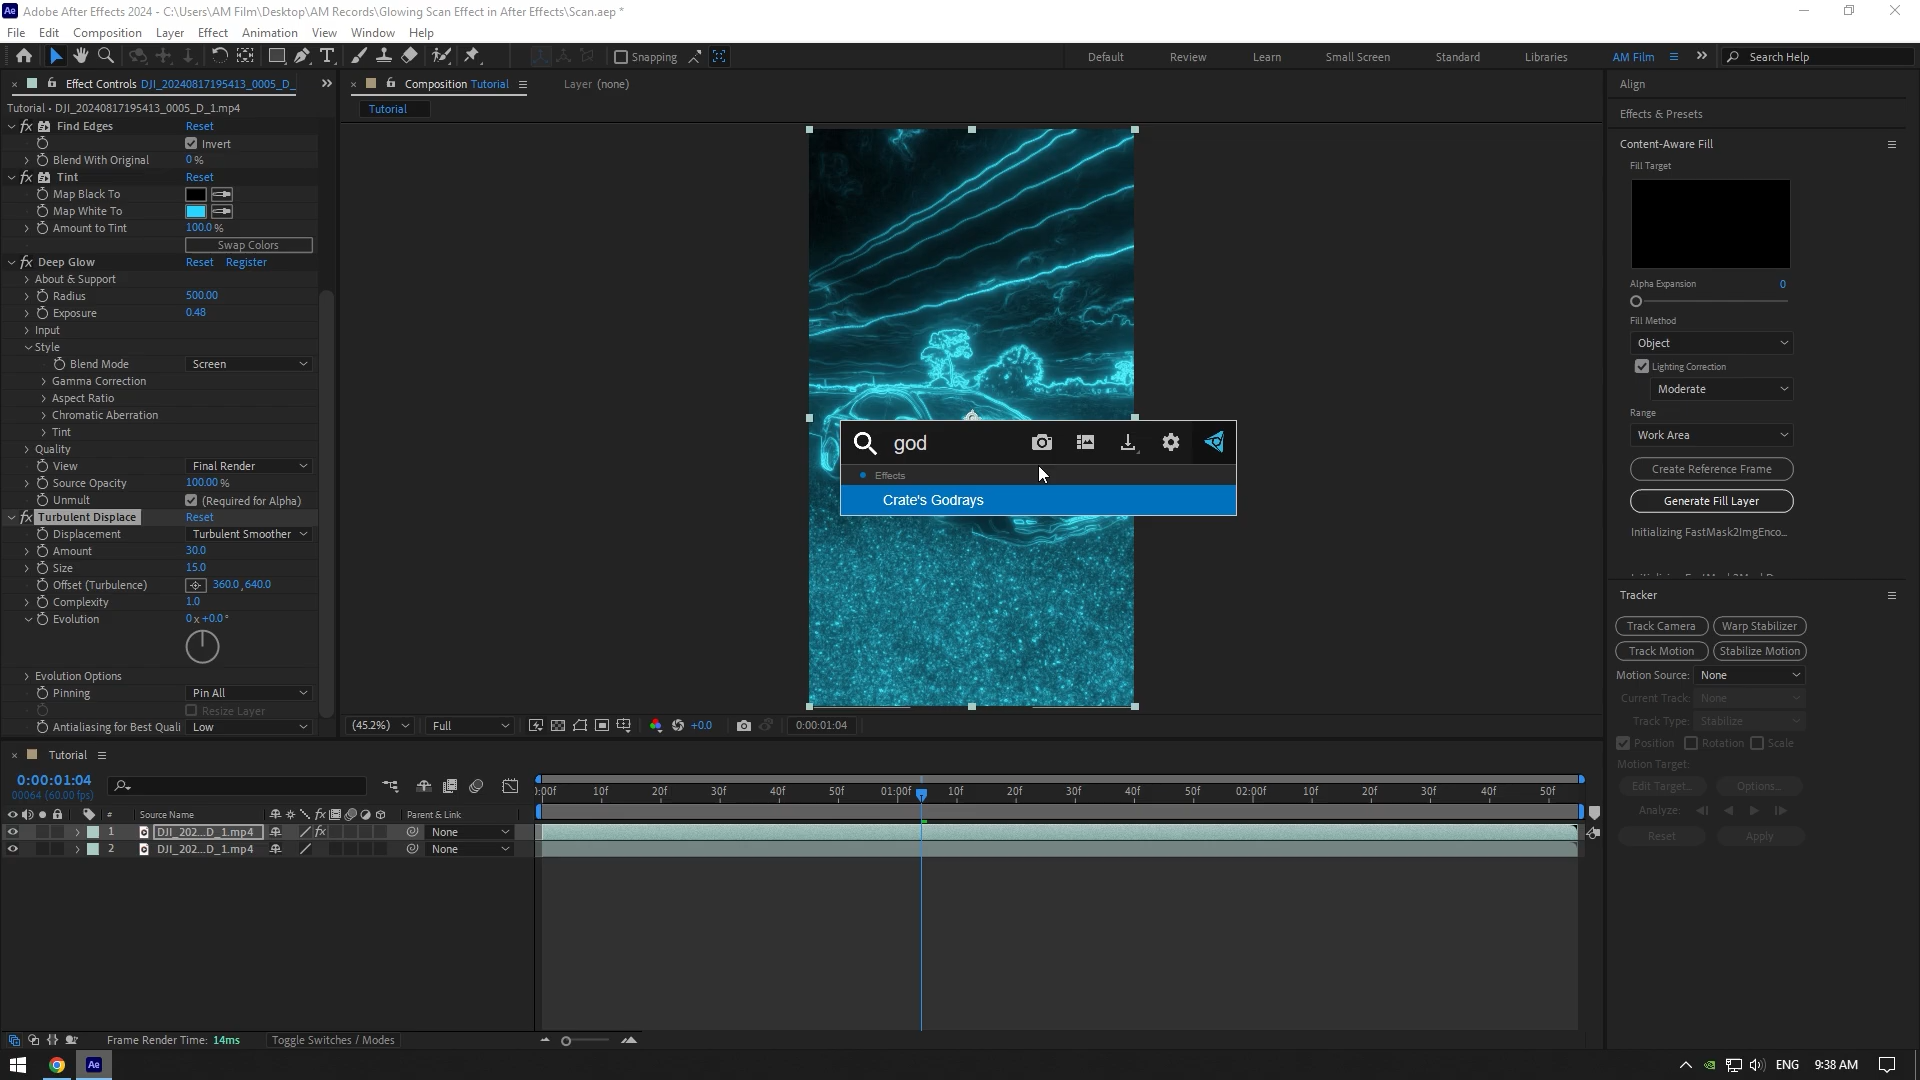 Adobe After Effects 2024 - C:\Users\AM Film\Desktop\AM Records\Glowing Scan Effect in After Effects\Scan.aep *
File Edit Composition Layer Effect Animation View Window Help
Snapping
Default Review Learn Small Screen Standard Libraries AM Film Search Help
Effect Controls DJI_20240817195413_0005_D_
Composition Tutorial
Layer (none)
Tutorial • DJI_20240817195413_0005_D_1.mp4
Tutorial
Find Edges Reset
Invert
Blend With Original 0 %
Tint Reset
Map Black To
Map White To
Amount to Tint 100.0 %
Swap Colors
Deep Glow Reset Register
About & Support
Radius 500.00
Exposure 0.48
Input
Style
Blend Mode Screen
Gamma Correction
Aspect Ratio
Chromatic Aberration
Tint
Quality
View Final Render
Source Opacity 100.00 %
Unmult (Required for Alpha)
Turbulent Displace Reset
Displacement Turbulent Smoother
Amount 30.0
Size 15.0
Offset (Turbulence) 360.0 , 640.0
Complexity 1.0
Evolution 0 x +0.0 °
Evolution Options
Pinning Pin All
Resize Layer
Antialiasing for Best Quali Low
god
Effects
Crate's Godrays
(45.2%) Full +0.0 0:00:01:04
Align
Effects & Presets
Content-Aware Fill
Fill Target
Alpha Expansion 0
Fill Method
Object
Lighting Correction
Moderate
Range
Work Area
Create Reference Frame
Generate Fill Layer
Initializing FastMask2ImgEnco...
Tracker
Track Camera Warp Stabilizer
Track Motion Stabilize Motion
Motion Source: None
Current Track: None
Track Type: Stabilize
Position Rotation Scale
Motion Target:
Edit Target... Options...
Analyze:
Reset Apply
Tutorial
0:00:01:04
00064 (60.00 fps)
:00f 10f 20f 30f 40f 50f 01:00f 10f 20f 30f 40f 50f 02:00f 10f 20f 30f 40f 50f
# Source Name Parent & Link
1 DJI_202...D_1.mp4 None
2 DJI_202...D_1.mp4 None
Frame Render Time: 14ms Toggle Switches / Modes
Ae ENG 9:38 AM